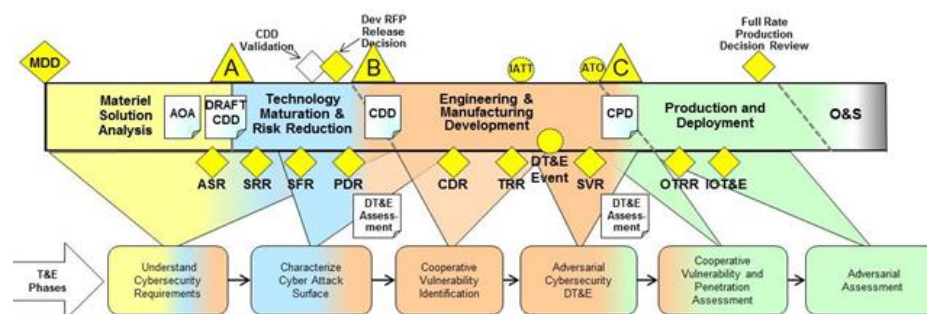 CDD
Validation
Dev RFP
Release
Decision
Full Rate
Production
Decision Review
MDD
A
B
IATT
ATO
C
Materiel
Solution
Analysis
AOA
DRAFT
CDD
Technology
Maturation &
Risk Reduction
CDD
Engineering &
Manufacturing
Development
CPD
Production and
Deployment
O&S
ASR
SRR
SFR
PDR
CDR
TRR
DT&E
Event
SVR
OTRR
IOT&E
DT&E
Assess-
ment
DT&E
Assess-
ment
T&E
Phases
Understand
Cybersecurity
Requirements
Characterize
Cyber Attack
Surface
Cooperative
Vulnerability
Identification
Adversarial
Cybersecurity
DT&E
Cooperative
Vulnerability and
Penetration
Assessment
Adversarial
Assessment